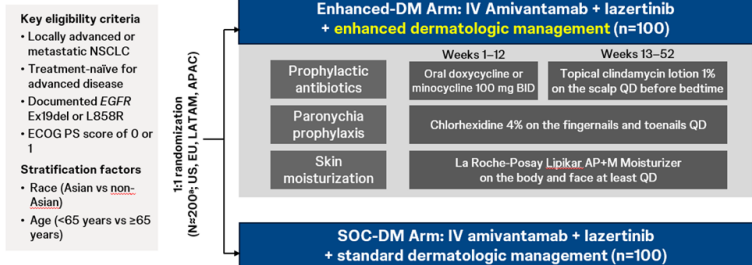 Key eligibility criteria
• Locally advanced or
metastatic NSCLC
• Treatment-naïve for
advanced disease
• Documented EGFR
Ex19del or L858R
• ECOG PS score of 0 or
1
Stratification factors
• Race (Asian vs non-
Asian)
• Age (<65 years vs ≥65
years)
1:1 randomization
(N≈200ᵃ; US, EU, LATAM, APAC)
Enhanced-DM Arm: IV Amivantamab + lazertinib
+ enhanced dermatologic management (n=100)
Weeks 1–12
Weeks 13–52
Prophylactic
antibiotics
Oral doxycycline or
minocycline 100 mg BID
Topical clindamycin lotion 1%
on the scalp QD before bedtime
Paronychia
prophylaxis
Chlorhexidine 4% on the fingernails and toenails QD
Skin
moisturization
La Roche-Posay Lipikar AP+M Moisturizer
on the body and face at least QD
SOC-DM Arm: IV amivantamab + lazertinib
+ standard dermatologic management (n=100)